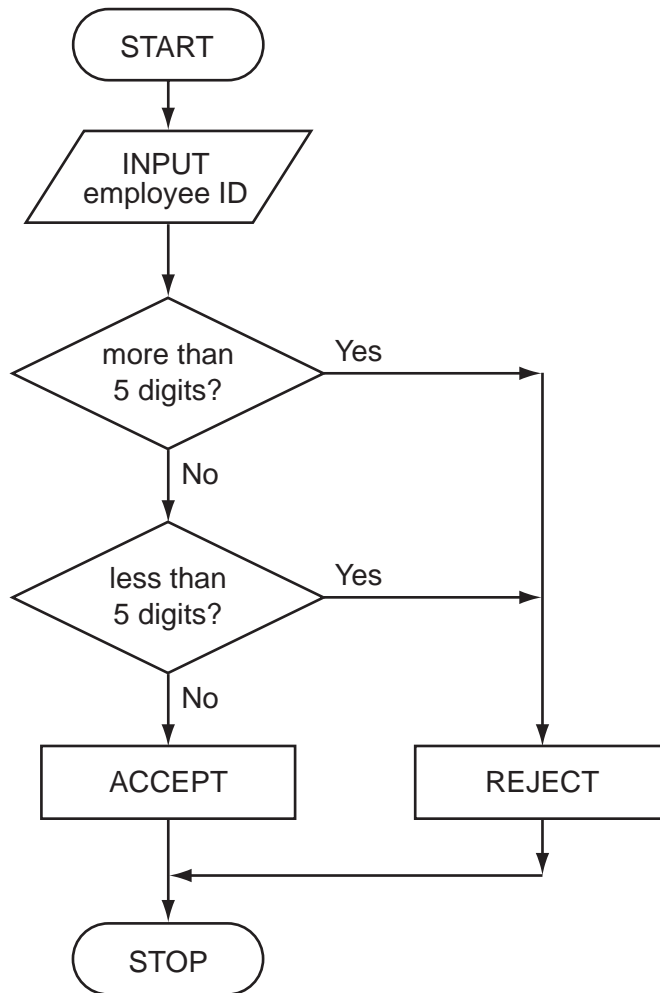 START
INPUT
employee ID
more than
5 digits?
Yes
No
less than
5 digits?
Yes
No
ACCEPT
REJECT
STOP